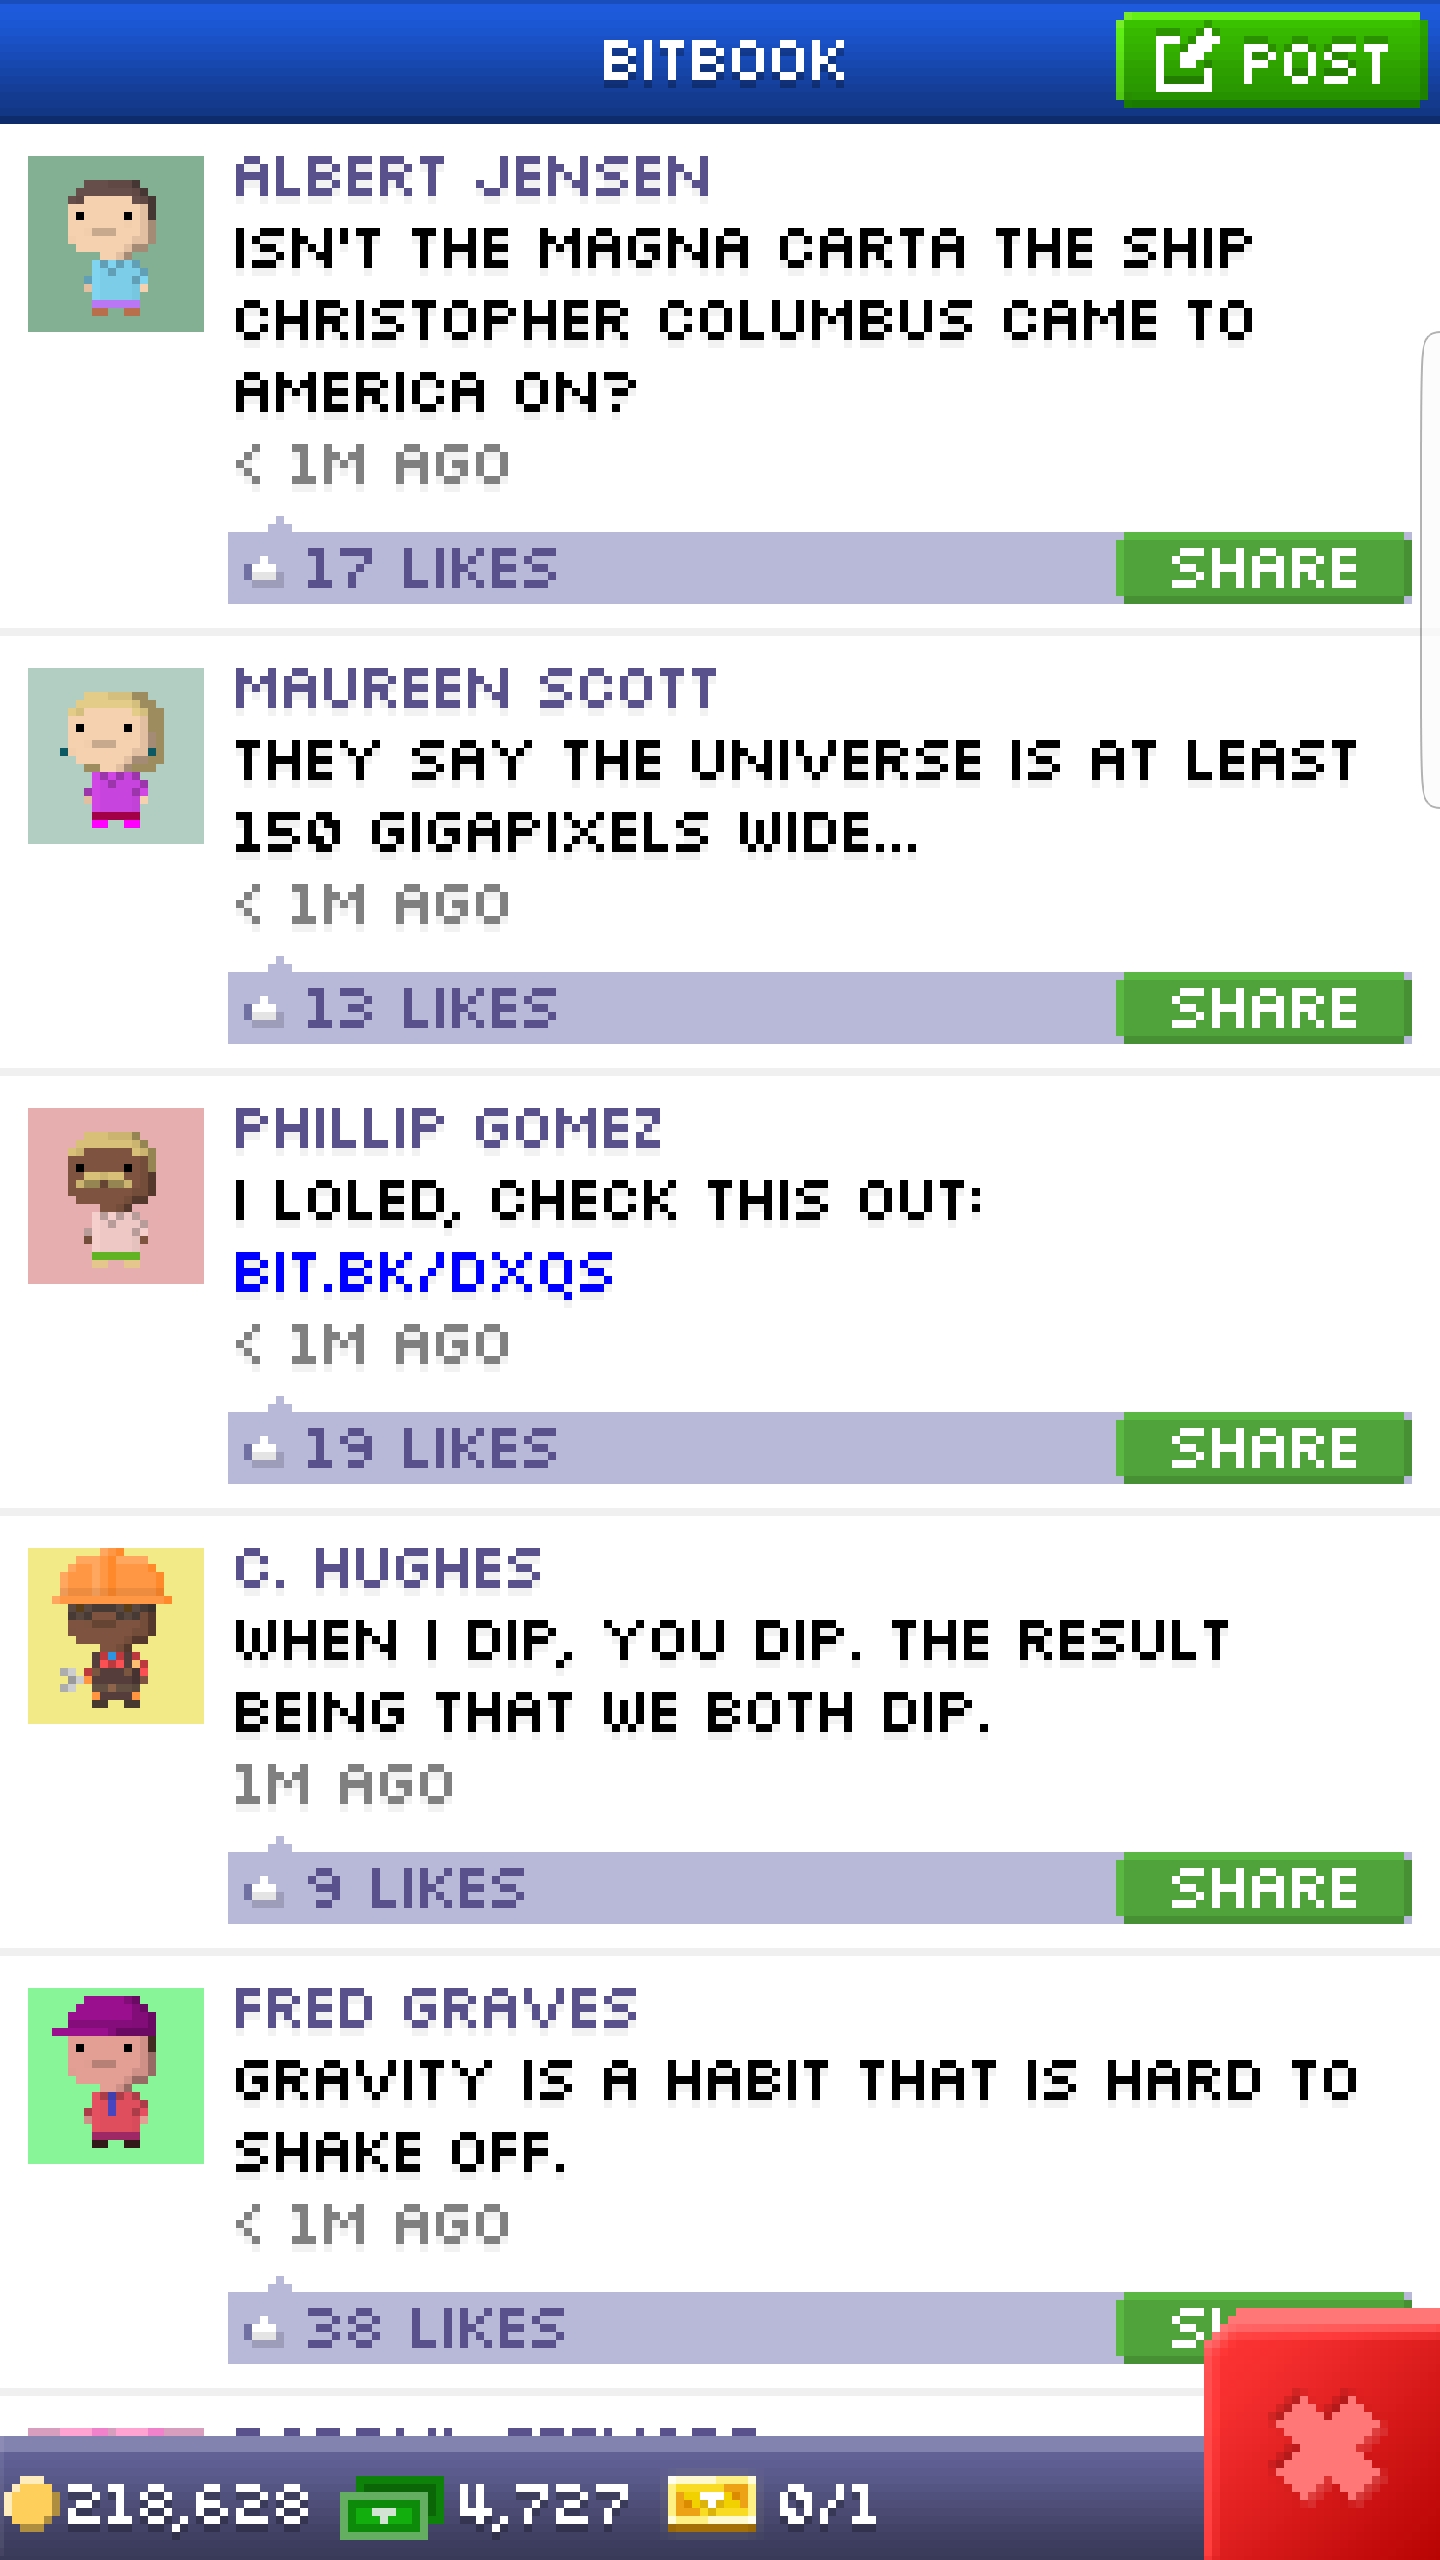 BITBOOK
POST
ALBERT JENSEN
ISN'T THE MAGNA CARTA THE SHIP
CHRISTOPHER COLUMBUS CAME TO
AMERICA ON?
< 1M AGO
17 LIKES
SHARE
MAUREEN SCOTT
THEY SAY THE UNIVERSE IS AT LEAST
150 GIGAPIXELS WIDE...
< 1M AGO
13 LIKES
SHARE
PHILLIP GOMEZ
I LOLED, CHECK THIS OUT:
BIT.BK/DXQS
< 1M AGO
19 LIKES
SHARE
C. HUGHES
WHEN I DIP, YOU DIP. THE RESULT
BEING THAT WE BOTH DIP.
1M AGO
9 LIKES
SHARE
FRED GRAVES
GRAVITY IS A HABIT THAT IS HARD TO
SHAKE OFF.
< 1M AGO
38 LIKES
218,628
4,727
0/1